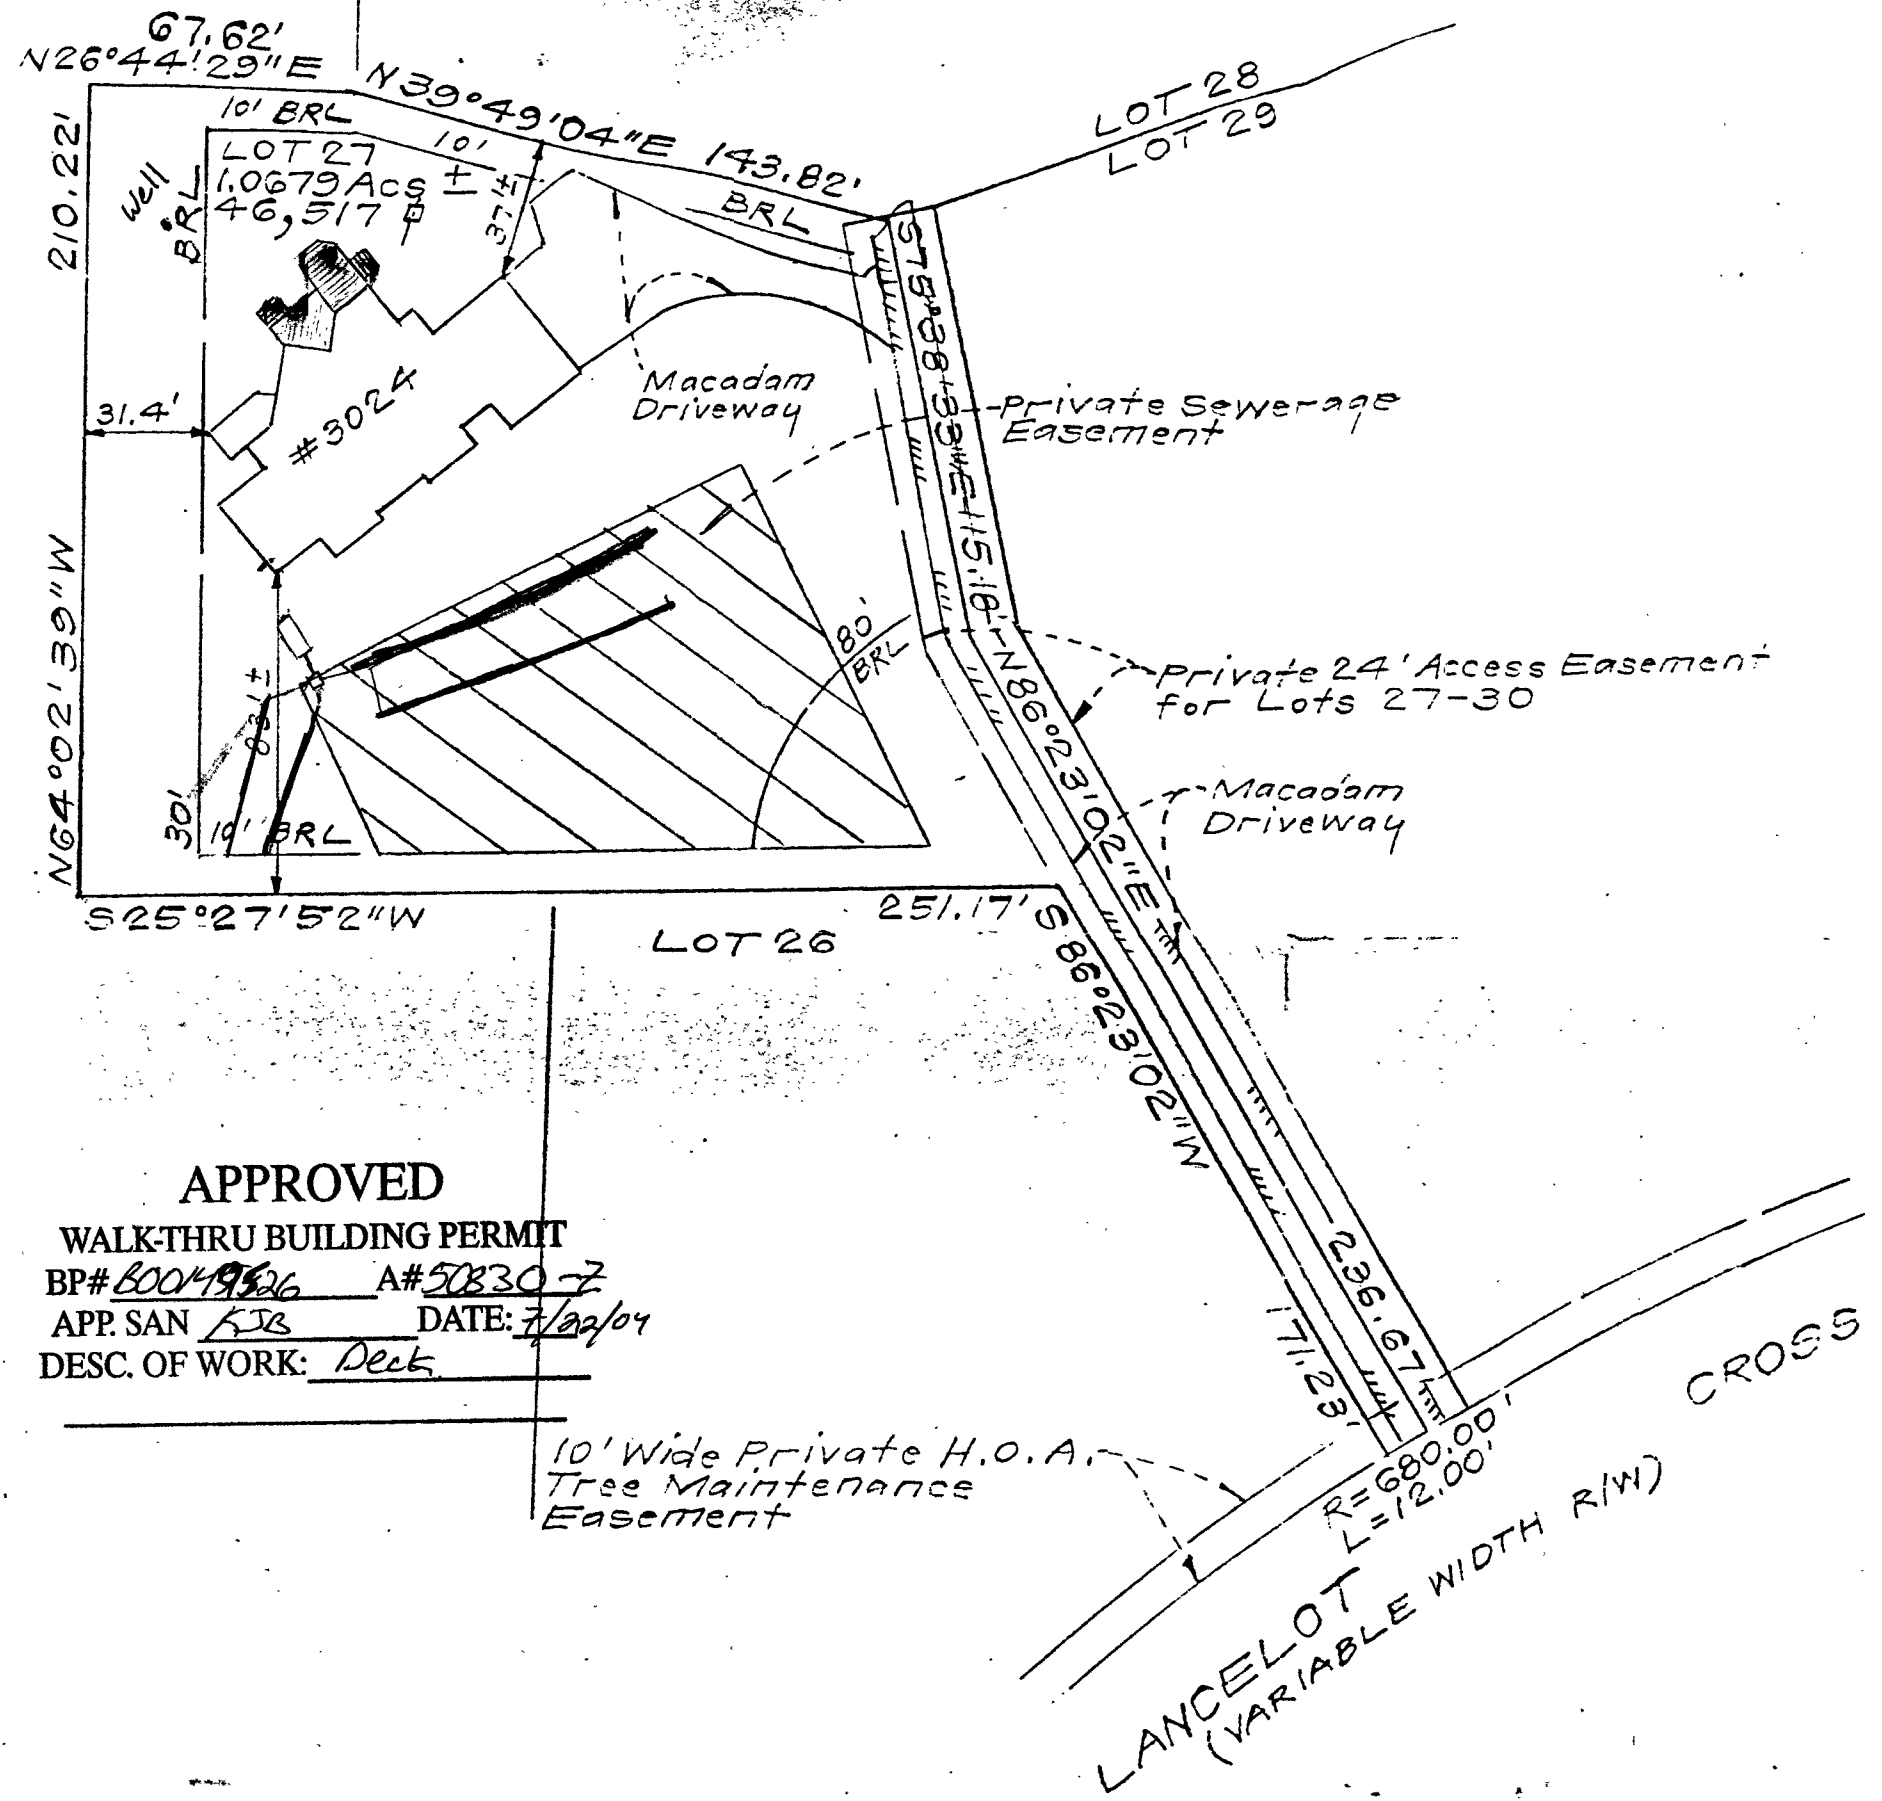 67.62'
N26°44'29"E
N39°49'04"E 143.82'
LOT 28
LOT 29
10' BRL
10'
BRL
LOT 27
1.0679 Acs ±
46,517
Well
BRL
210.22'
N64°02'39"W
37'±
31.4'
#3024
Macadam
Driveway
Private Sewerage
Easement
S78°38'33"E 115.18'
80'
BRL
Private 24' Access Easement
for Lots 27-30
N86°23'02"E
236.67'
Macadam
Driveway
83'±
30'
10' BRL
S25°27'52"W
251.17'
LOT 26
S86°23'02"W
171.23'
APPROVED
WALK-THRU BUILDING PERMIT
BP# A#50830-Z
APP. SAN KJB DATE: 7/22/04
DESC. OF WORK: Deck
10' Wide Private H.O.A.
Tree Maintenance
Easement
R=680.00'
L=12.00'
LANCELOT CROSS
(VARIABLE WIDTH R/W)